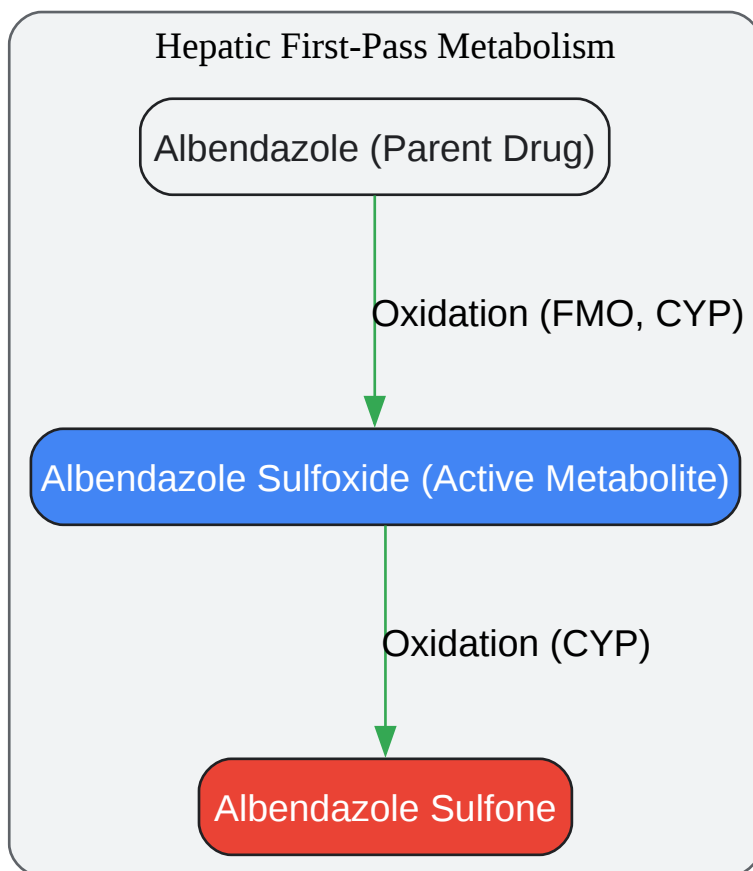 Hepatic First-Pass Metabolism
Albendazole (Parent Drug)
Oxidation (FMO, CYP)
Albendazole Sulfoxide (Active Metabolite)
Oxidation (CYP)
Albendazole Sulfone